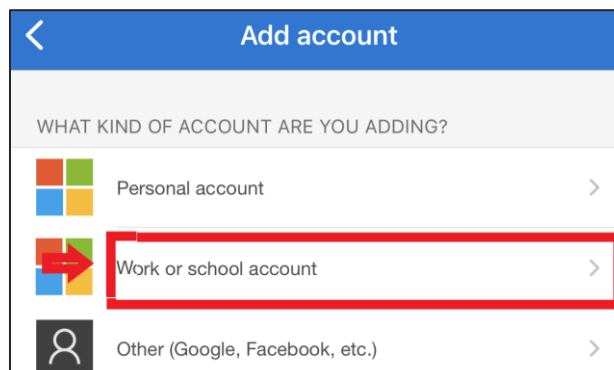 Add account
WHAT KIND OF ACCOUNT ARE YOU ADDING?
Personal account
Work or school account
Other (Google, Facebook, etc.)